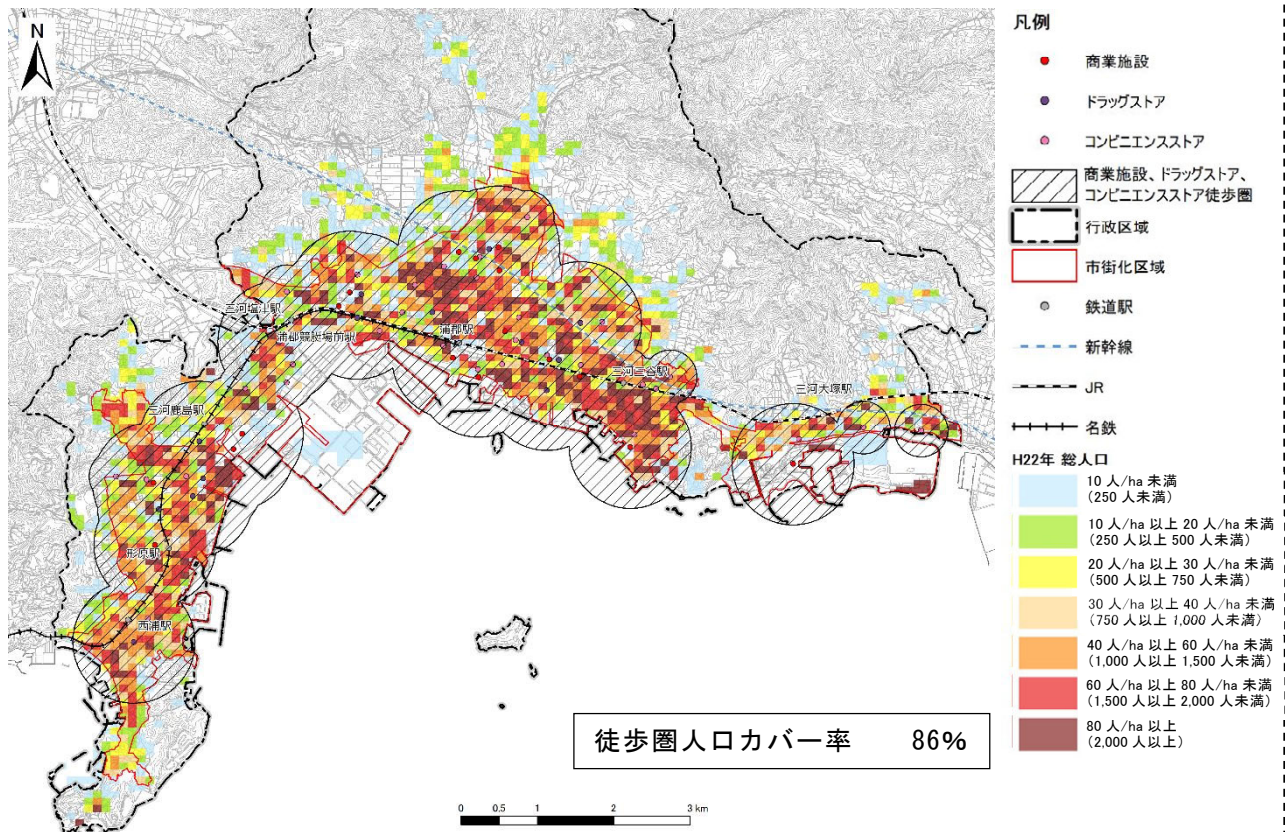 N
三河塩津駅
蒲郡競艇場前駅
蒲郡駅
三河三谷駅
三河大塚駅
三河鹿島駅
形原駅
西浦駅
徒歩圏人口カバー率 86%
0 0.5 1 2 3 km
凡例
商業施設
ドラッグストア
コンビニエンスストア
商業施設、ドラッグストア、
コンビニエンスストア徒歩圏
行政区域
市街化区域
鉄道駅
新幹線
JR
名鉄
H22年 総人口
10 人/ha 未満
(250 人未満)
10 人/ha 以上 20 人/ha 未満
(250 人以上 500 人未満)
20 人/ha 以上 30 人/ha 未満
(500 人以上 750 人未満)
30 人/ha 以上 40 人/ha 未満
(750 人以上 1,000 人未満)
40 人/ha 以上 60 人/ha 未満
(1,000 人以上 1,500 人未満)
60 人/ha 以上 80 人/ha 未満
(1,500 人以上 2,000 人未満)
80 人/ha 以上
(2,000 人以上)